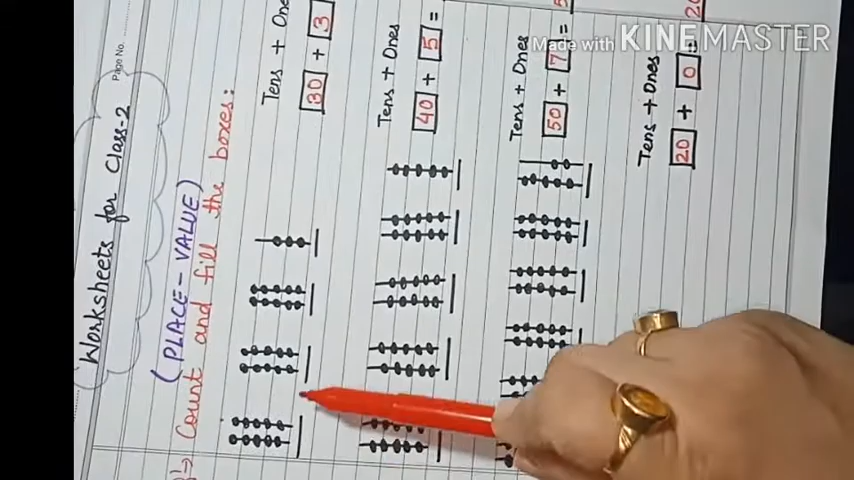 Page No.
Worksheets for Class-2
(PLACE-VALUE)
Count and fill the boxes:
Tens + Ones
30 + 3
Tens + Ones
40 + 5 =
Tens + Ones
50 + 7 =
Tens + Ones
20 + 0 =
20
Made with KINEMASTER